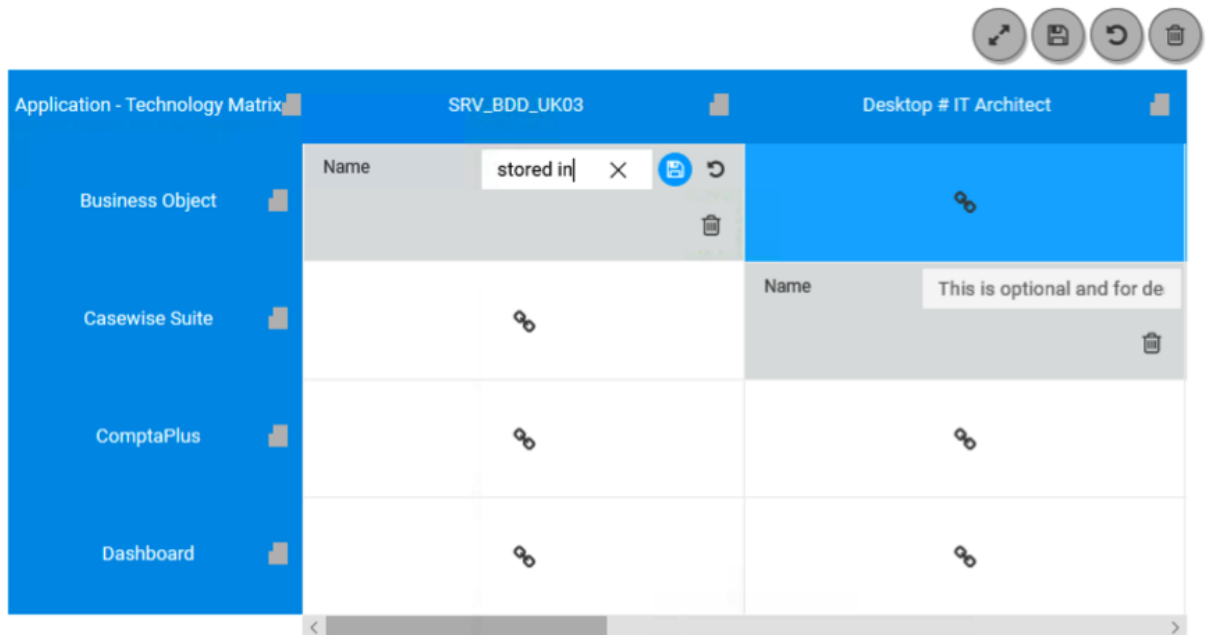 Application - Technology Matrix SRV_BDD_UK03 Desktop # IT Architect
Business Object Name stored in
Casewise Suite Name This is optional and for de
ComptaPlus
Dashboard